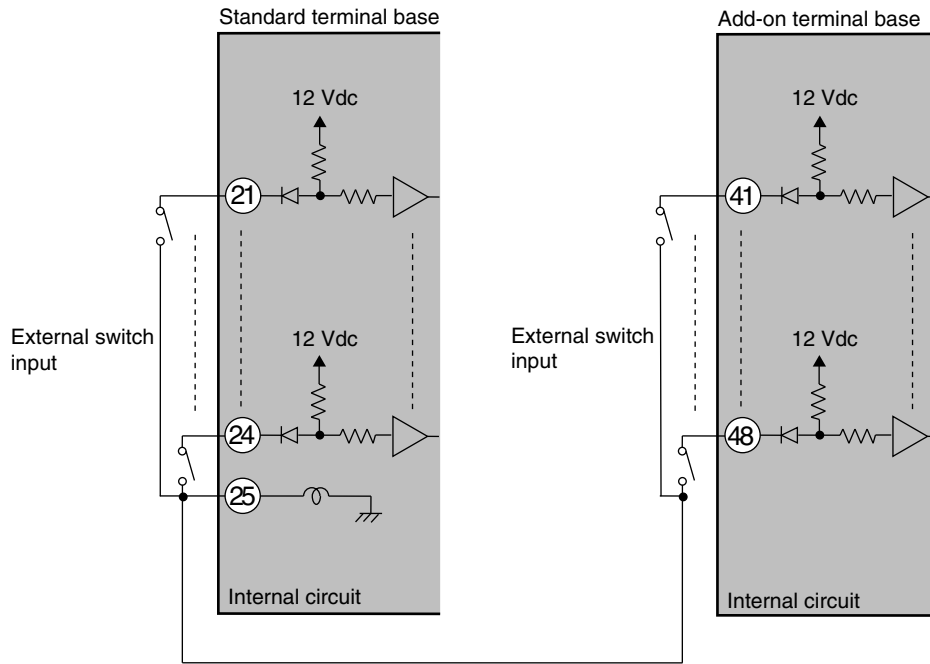 Standard terminal base
Add-on terminal base
12 Vdc
12 Vdc
21
41
External switch
input
External switch
input
12 Vdc
12 Vdc
24
48
25
Internal circuit
Internal circuit